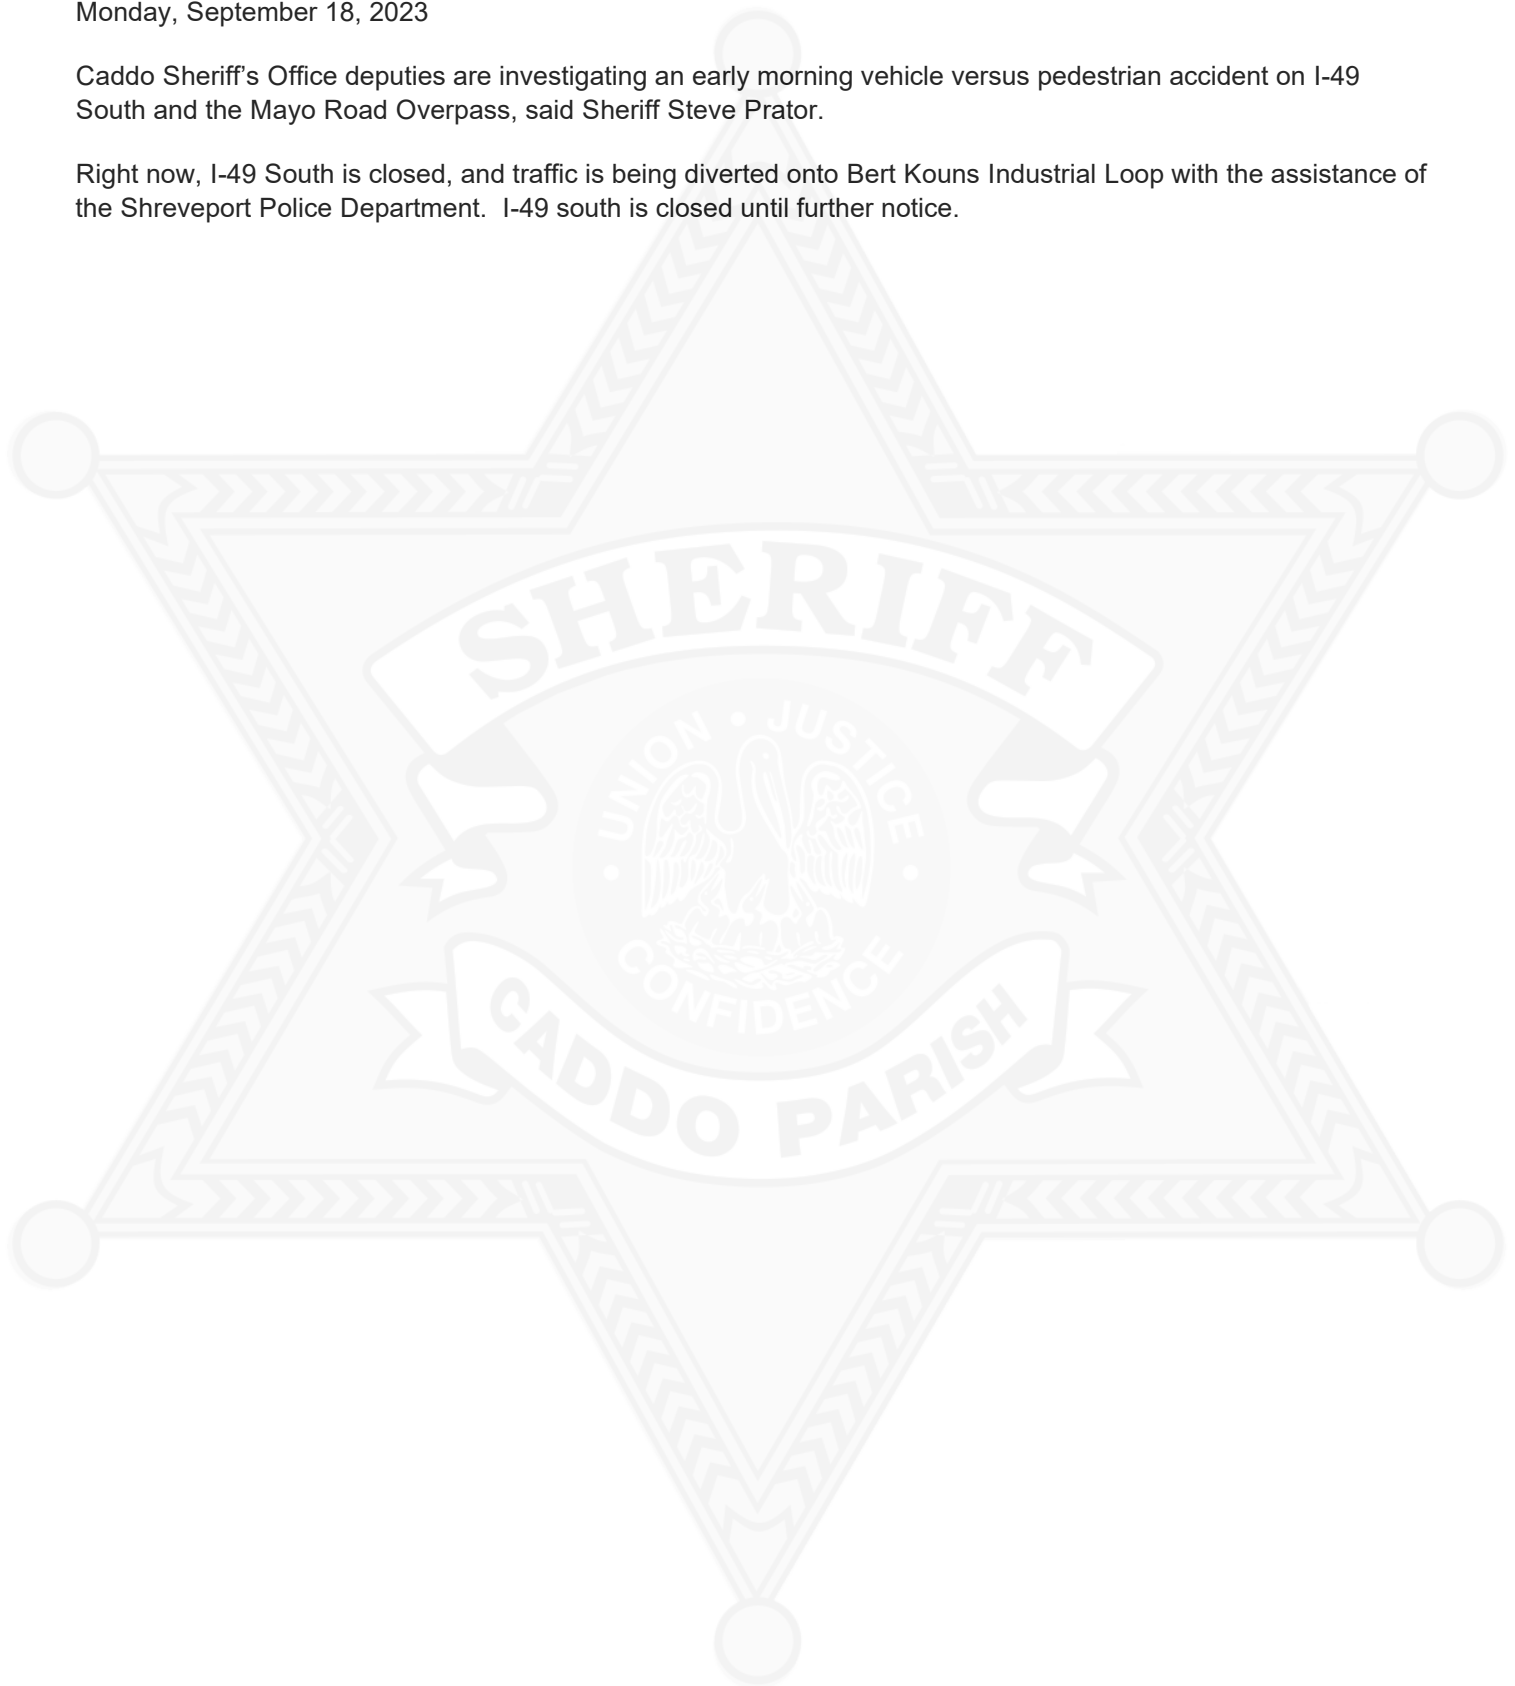 Monday, September 18, 2023
Caddo Sheriff’s Office deputies are investigating an early morning vehicle versus pedestrian accident on I-49
South and the Mayo Road Overpass, said Sheriff Steve Prator.
Right now, I-49 South is closed, and traffic is being diverted onto Bert Kouns Industrial Loop with the assistance of
the Shreveport Police Department.  I-49 south is closed until further notice.
SHERIFF
UNION • JUSTICE
• CONFIDENCE •
CADDO PARISH